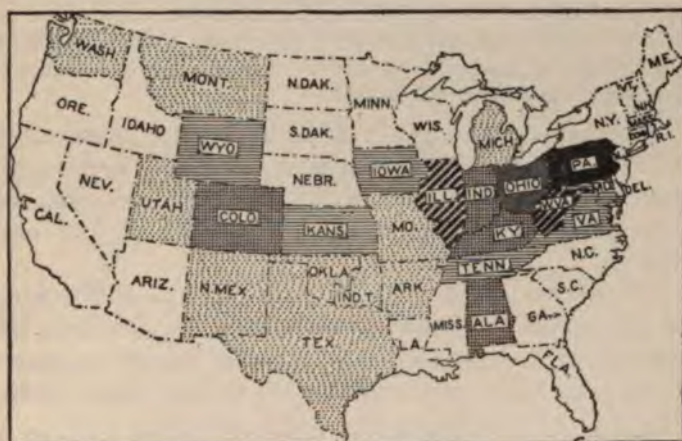 WASH.
MONT.
N.DAK.
MINN.
ME.
ORE.
IDAHO
WYO
S.DAK.
WIS.
MICH
N.Y.
VT.
N.H.
MASS
R.I.
NEV.
UTAH
COLO
NEBR.
IOWA
ILL.
IND
OHIO
PA.
CAL.
KANS.
MO.
KY
W.VA
VA.
MD.
DEL.
ARIZ.
N.MEX.
OKLA.
IND.T.
ARK.
TENN
N.C.
S.C.
TEX.
LA.
MISS.
ALA
GA.
FLA.